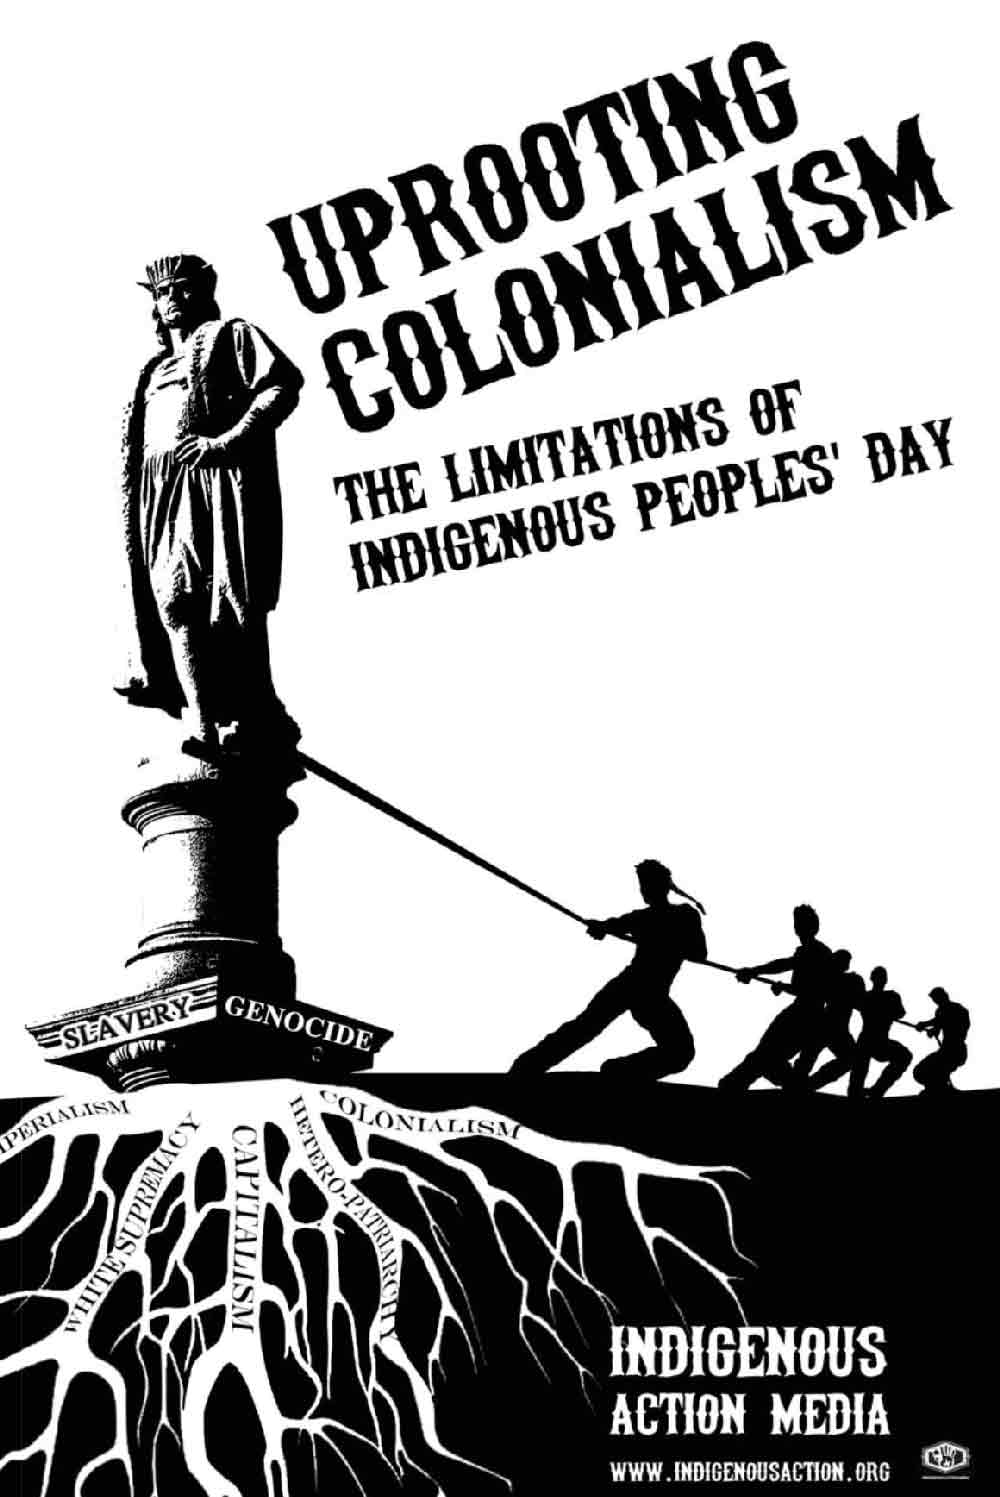 UPROOTING
COLONIALISM
THE LIMITATIONS OF
INDIGENOUS PEOPLES' DAY
SLAVERY
GENOCIDE
PERIALISM
WHITE SUPREMACY
CAPITALISM
HETERO-PATRIARCHY
COLONIALISM
INDIGENOUS
ACTION MEDIA
WWW.INDIGENOUSACTION.ORG